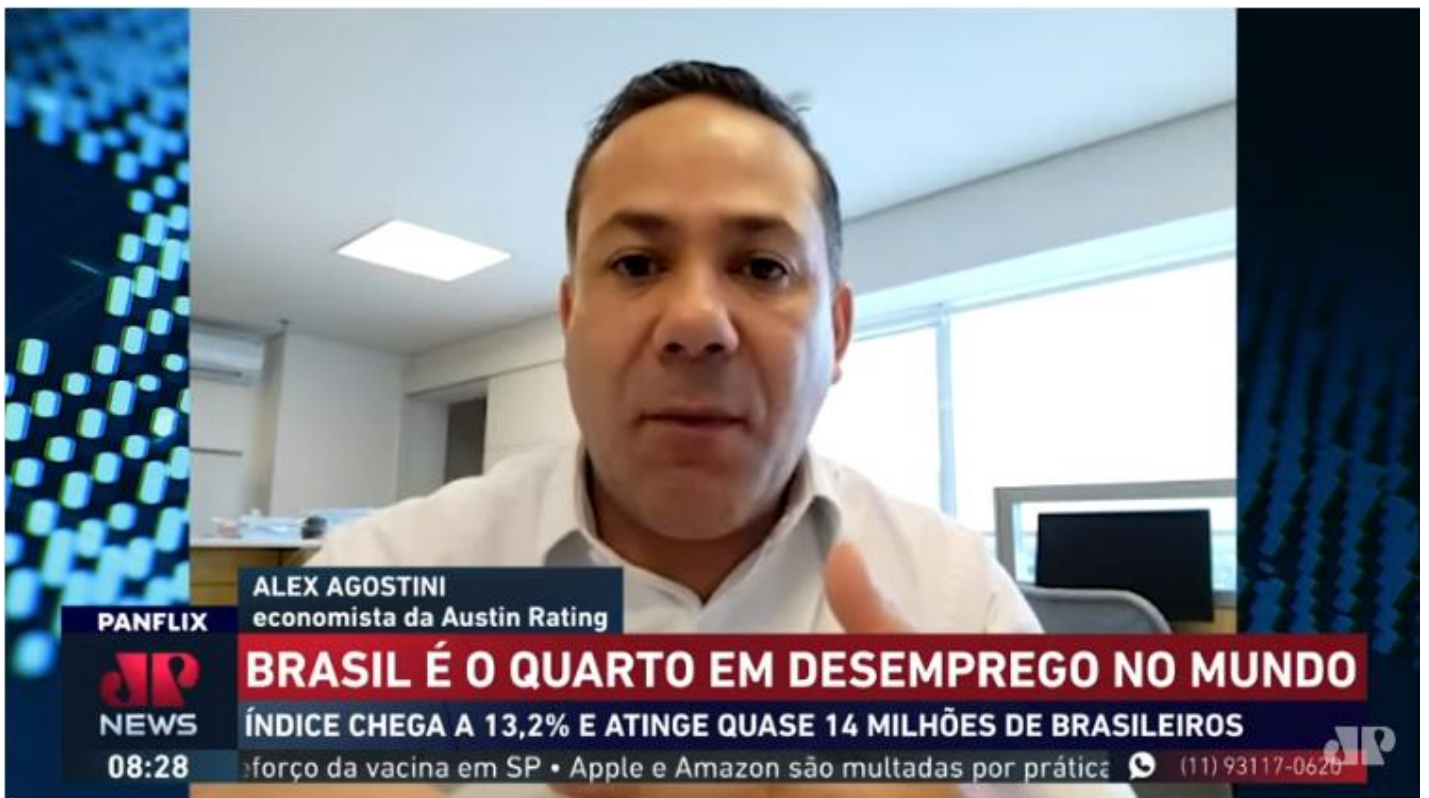 ALEX AGOSTINI
economista da Austin Rating
PANFLIX
JP
NEWS
BRASIL É O QUARTO EM DESEMPREGO NO MUNDO
ÍNDICE CHEGA A 13,2% E ATINGE QUASE 14 MILHÕES DE BRASILEIROS
JP
08:28
eforço da vacina em SP • Apple e Amazon são multadas por prática
(11) 93117-0620